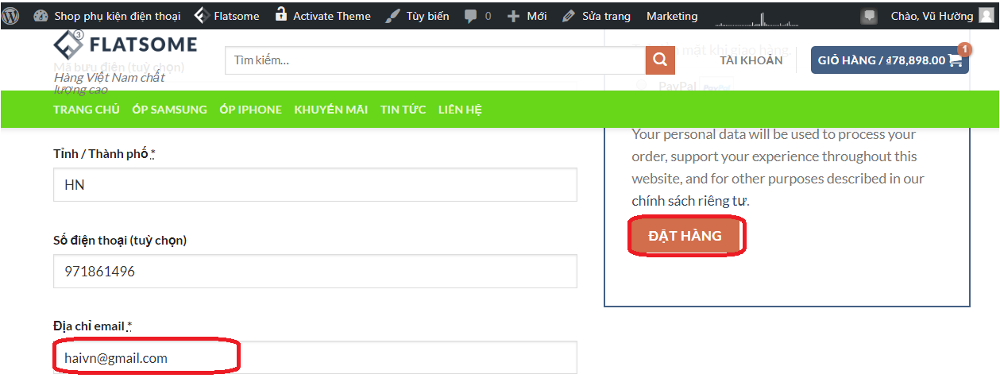 Shop phụ kiện điện thoại Flatsome Activate Theme Tùy biến 0 Mới Sửa trang Marketing Chào, Vũ Hường
3
FLATSOME
Mã bưu điện (tuỳ chọn)
Hàng Việt Nam chất
lượng cao
Tìm kiếm...
mặt khi giao hàng.
TÀI KHOẢN
GIỎ HÀNG / ₫78,898.00
1
PayPal PayPal
TRANG CHỦ ỐP SAMSUNG ỐP IPHONE KHUYẾN MÃI TIN TỨC LIÊN HỆ
Tỉnh / Thành phố *
HN
Số điện thoại (tuỳ chọn)
971861496
Địa chỉ email *
haivn@gmail.com
Your personal data will be used to process your
order, support your experience throughout this
website, and for other purposes described in our
chính sách riêng tư.
ĐẶT HÀNG